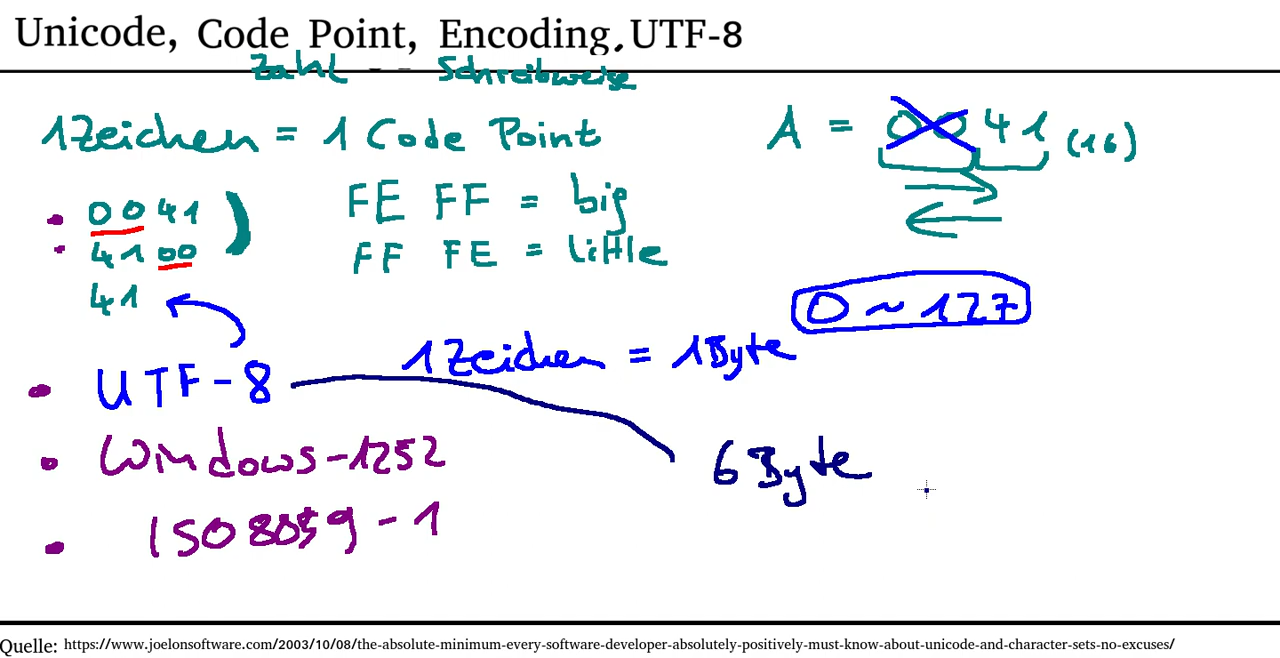 Unicode, Code Point, Encoding, UTF-8
Zahl -- Schreibweise
1 Zeichen = 1 Code Point
A = 00 41 (16)
0041
FE FF = big
4100
FF FE = little
41
0 ~ 127
1 Zeichen = 1 Byte
UTF-8
Windows-1252
6 Byte
ISO 8859-1
Quelle: https://www.joelonsoftware.com/2003/10/08/the-absolute-minimum-every-software-developer-absolutely-positively-must-know-about-unicode-and-character-sets-no-excuses/